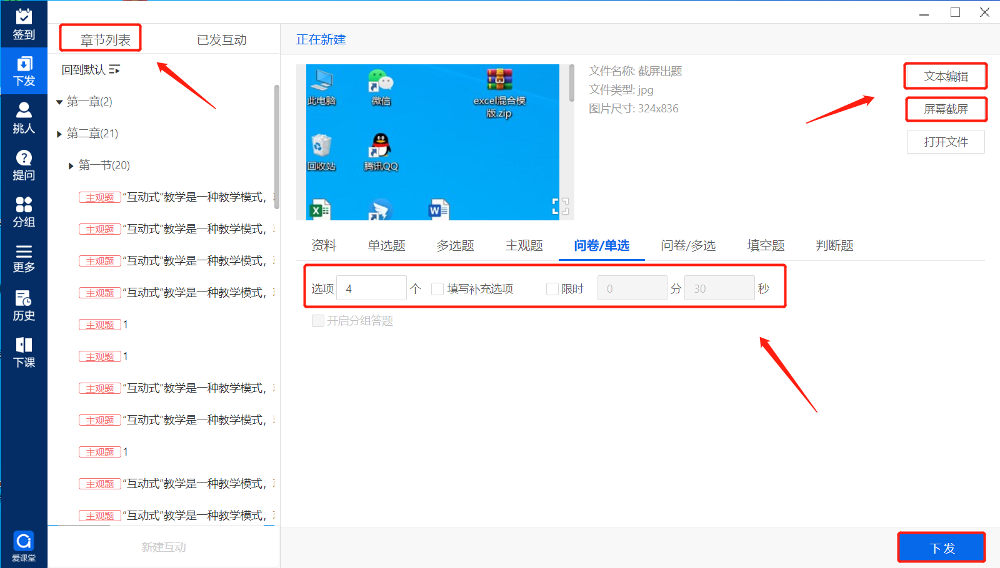 签到
下发
挑人
提问
分组
更多
历史
下课
爱课堂
章节列表
已发互动
回到默认
第一章(2)
第二章(21)
第一节(20)
主观题 “互动式”教学是一种教学模式，
主观题 “互动式”教学是一种教学模式，
主观题 “互动式”教学是一种教学模式，
主观题 “互动式”教学是一种教学模式，
主观题 1
主观题 1
主观题 “互动式”教学是一种教学模式，
主观题 “互动式”教学是一种教学模式，
主观题 1
主观题 “互动式”教学是一种教学模式，
主观题 “互动式”教学是一种教学模式，
新建互动
正在新建
此电脑
微信
excel混合模
版.zip
回收站
腾讯QQ
文件名称: 截屏出题
文件类型: jpg
图片尺寸: 324x836
文本编辑
屏幕截屏
打开文件
资料 单选题 多选题 主观题 问卷/单选 问卷/多选 填空题 判断题
选项 4 个 填写补充选项 限时 0 分 30 秒
开启分组答题
下发